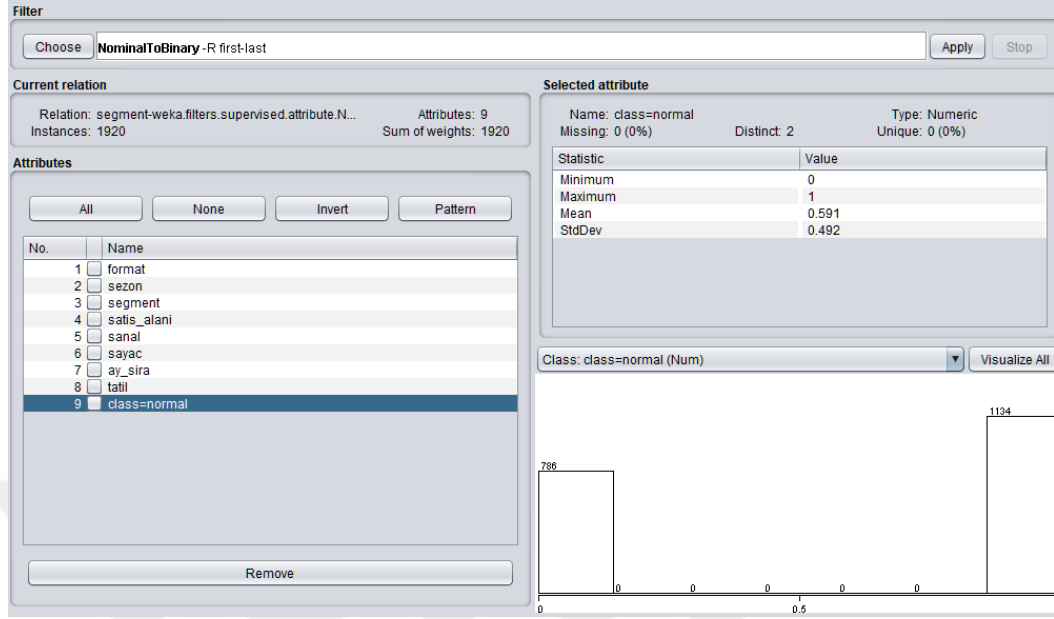 Filter
Choose NominalToBinary -R first-last Apply Stop
Current relation
Relation: segment-weka.filters.supervised.attribute.N... Attributes: 9
Instances: 1920 Sum of weights: 1920
Attributes
All None Invert Pattern
No. Name
1 format
2 sezon
3 segment
4 satis_alani
5 sanal
6 sayac
7 ay_sira
8 tatil
9 class=normal
Remove
Selected attribute
Name: class=normal Type: Numeric
Missing: 0 (0%) Distinct: 2 Unique: 0 (0%)
Statistic Value
Minimum 0
Maximum 1
Mean 0.591
StdDev 0.492
Class: class=normal (Num) Visualize All
1134
786
0 0 0 0 0
0 0.5